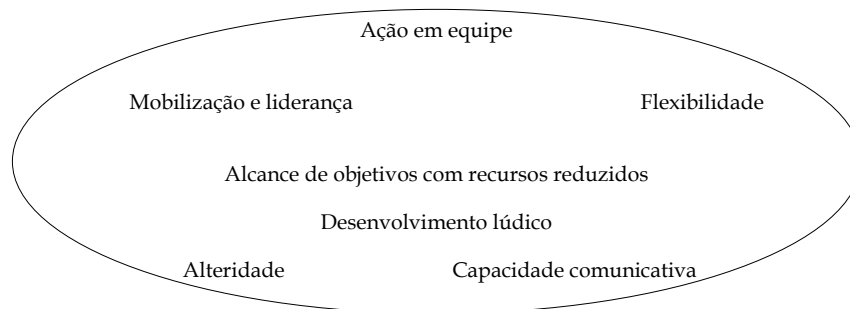 Ação em equipe
Mobilização e liderança
Flexibilidade
Alcance de objetivos com recursos reduzidos
Desenvolvimento lúdico
Alteridade
Capacidade comunicativa